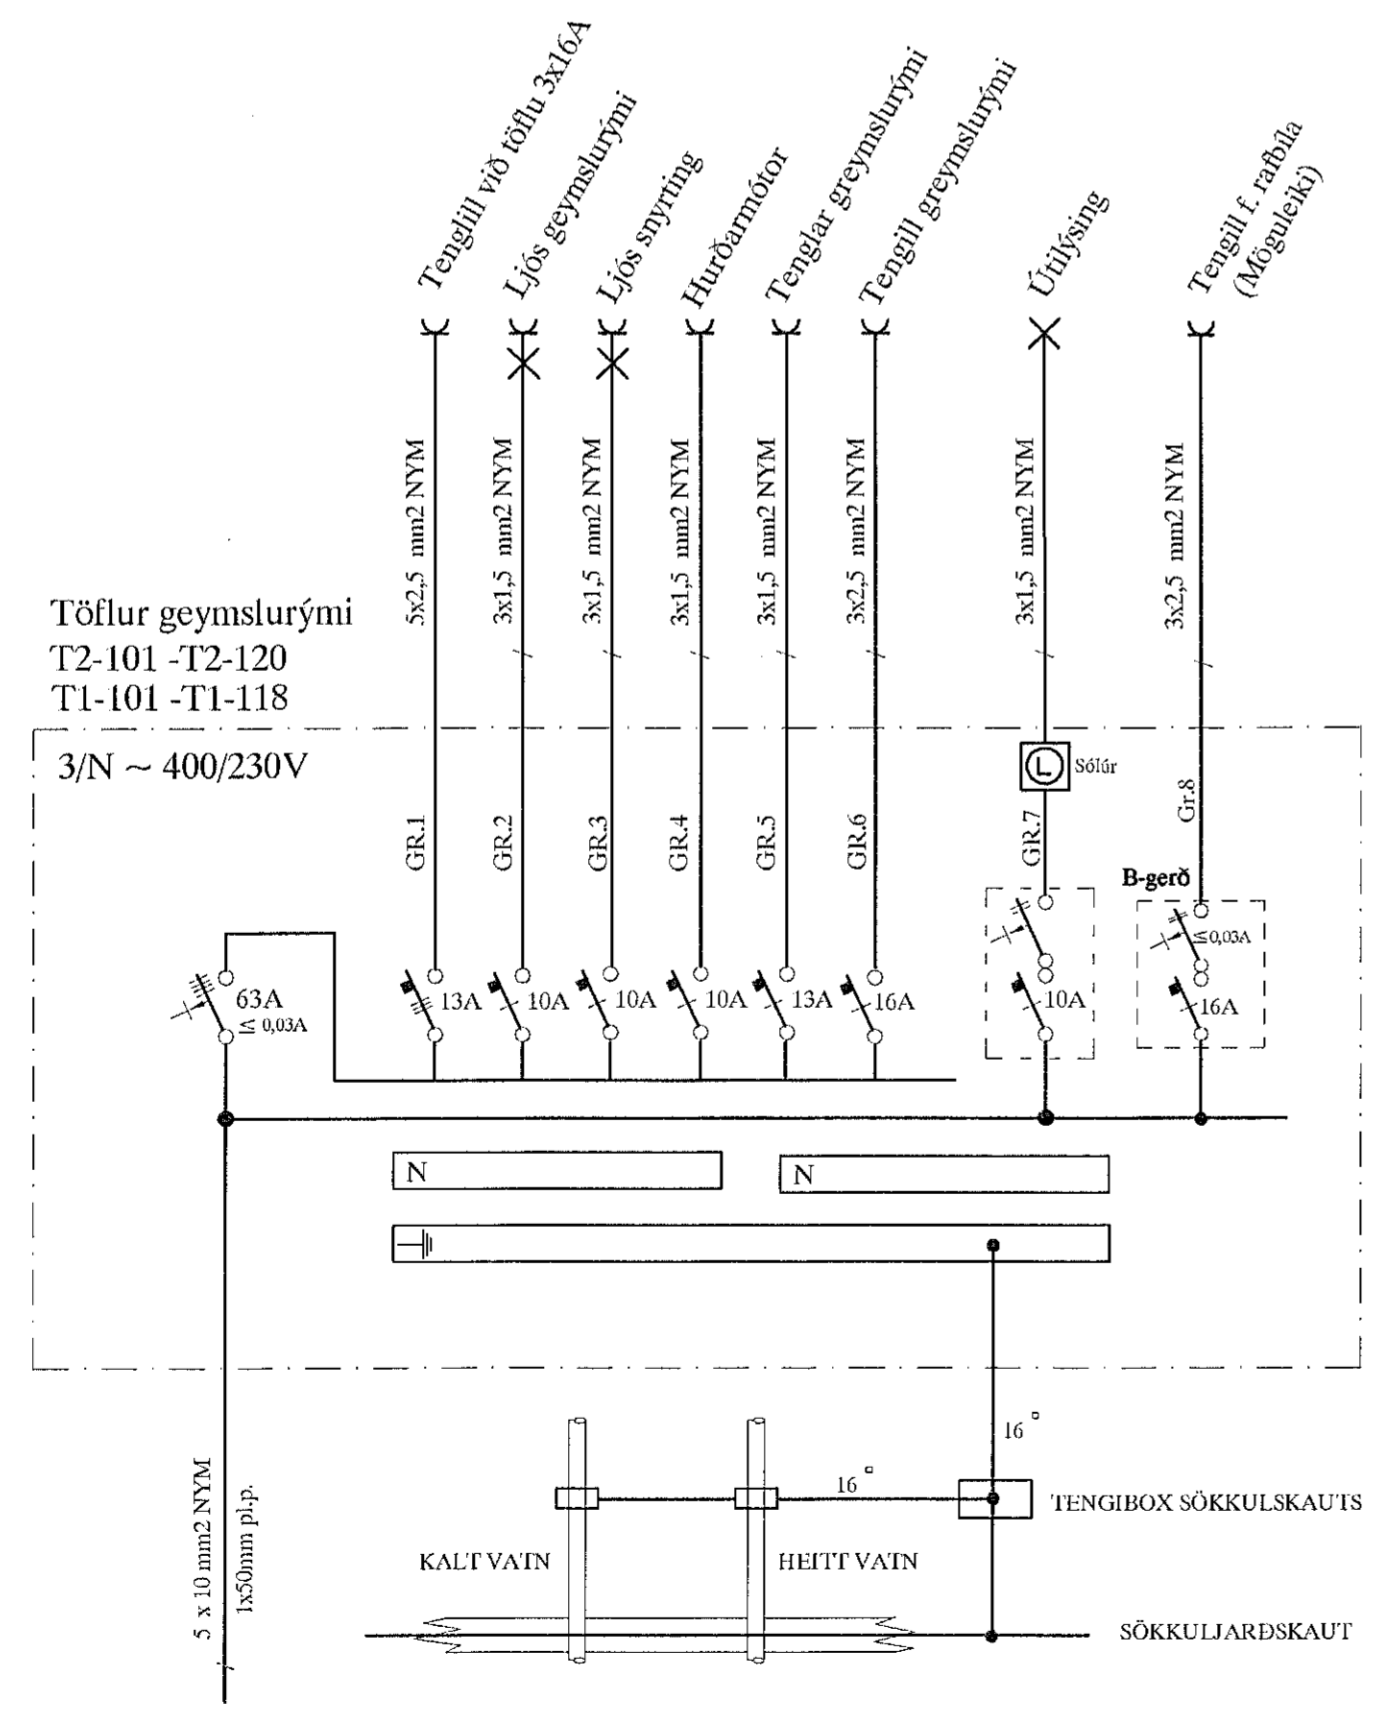 Tenglill við töflu 3x16A
Ljós geymslurými
Ljós snyrting
Hurðarmótor
Tenglar greymslurými
Tengill greymslurými
Útilýsing
Tengill f. rafbíla
(Möguleiki)
5x2,5 mm2 NYM
3x1,5 mm2 NYM
3x1,5 mm2 NYM
3x1,5 mm2 NYM
3x1,5 mm2 NYM
3x2,5 mm2 NYM
3x1,5 mm2 NYM
3x2,5 mm2 NYM
Töflur geymslurými
T2-101 -T2-120
T1-101 -T1-118
3/N ~ 400/230V
L Sólúr
GR.1
GR.2
GR.3
GR.4
GR.5
GR.6
GR.7
Gr.8
B-gerð
≤0,03A
63A
≤ 0,03A
13A
10A
10A
10A
13A
16A
10A
16A
N
N
16 □
16 □
TENGIBOX SÖKKULSKAUTS
KALT VATN
HEITT VATN
SÖKKULJARÐSKAUT
5 x 10 mm2 NYM
1x50mm pl.p.